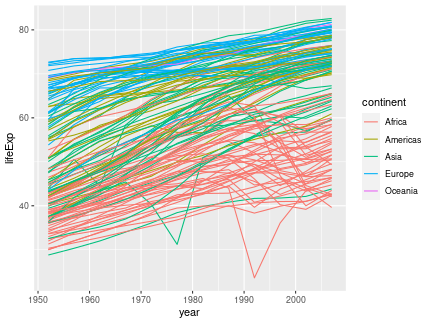 80
60
40
lifeExp
1950
1960
1970
1980
1990
2000
year
continent
Africa
Americas
Asia
Europe
Oceania